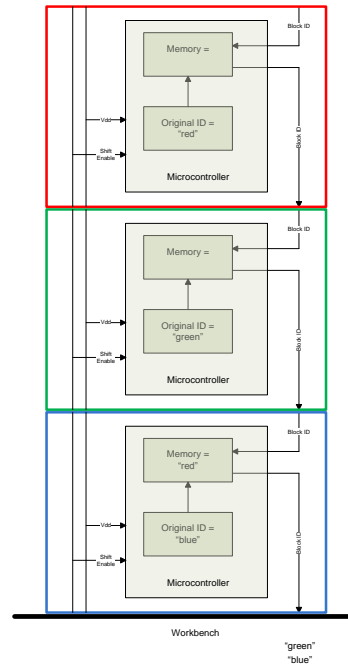 Block ID
Memory =
Block ID
Original ID =
“red”
Vdd
Shift
Enable
Microcontroller
Block ID
Memory =
Block ID
Original ID =
“green”
Vdd
Shift
Enable
Microcontroller
Block ID
Memory =
“red”
Block ID
Original ID =
“blue”
Vdd
Shift
Enable
Microcontroller
Workbench
“green”
“blue”